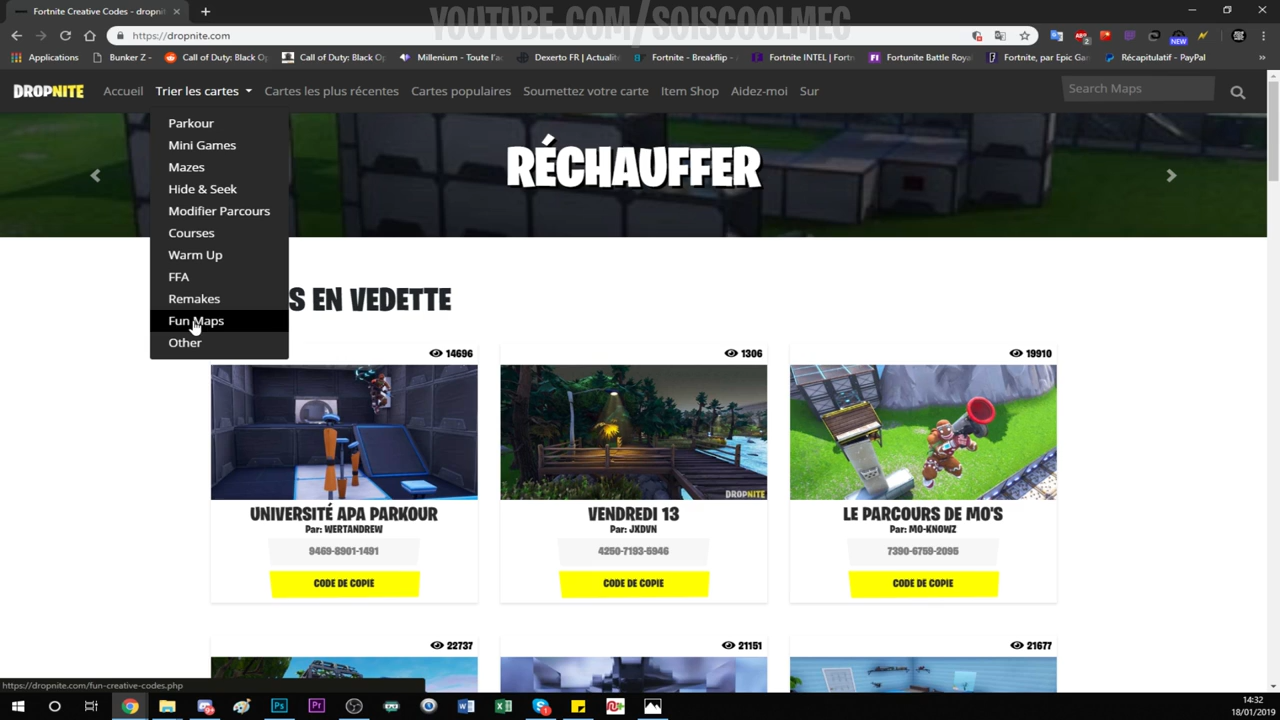 YOUTUBE.COM/SOISCOOLMEC
Fortnite Creative Codes - dropnit
https://dropnite.com
Applications
Bunker Z -
Call of Duty: Black Op
Call of Duty: Black Op
Millenium - Toute l'a
Dexerto FR | Actualit
Fortnite - Breakflip -
Fortnite INTEL | Fortn
Fortunite Battle Roya
Fortnite, par Epic Ga
Récapitulatif - PayPal
NEW
DROPNITE
Accueil
Trier les cartes
Cartes les plus récentes
Cartes populaires
Soumettez votre carte
Item Shop
Aidez-moi
Sur
Search Maps
Parkour
Mini Games
Mazes
Hide & Seek
Modifier Parcours
Courses
Warm Up
FFA
Remakes
Fun Maps
Other
RÉCHAUFFER
S EN VEDETTE
14696
1306
19910
DROPNITE
UNIVERSITÉ APA PARKOUR
Par: WERTANDREW
9469-8901-1491
CODE DE COPIE
VENDREDI 13
Par: JXDVN
4250-7193-5946
CODE DE COPIE
LE PARCOURS DE MO'S
Par: MO-KNOWZ
7390-6759-2095
CODE DE COPIE
22737
21151
21677
https://dropnite.com/fun-creative-codes.php
14:32
18/01/2019